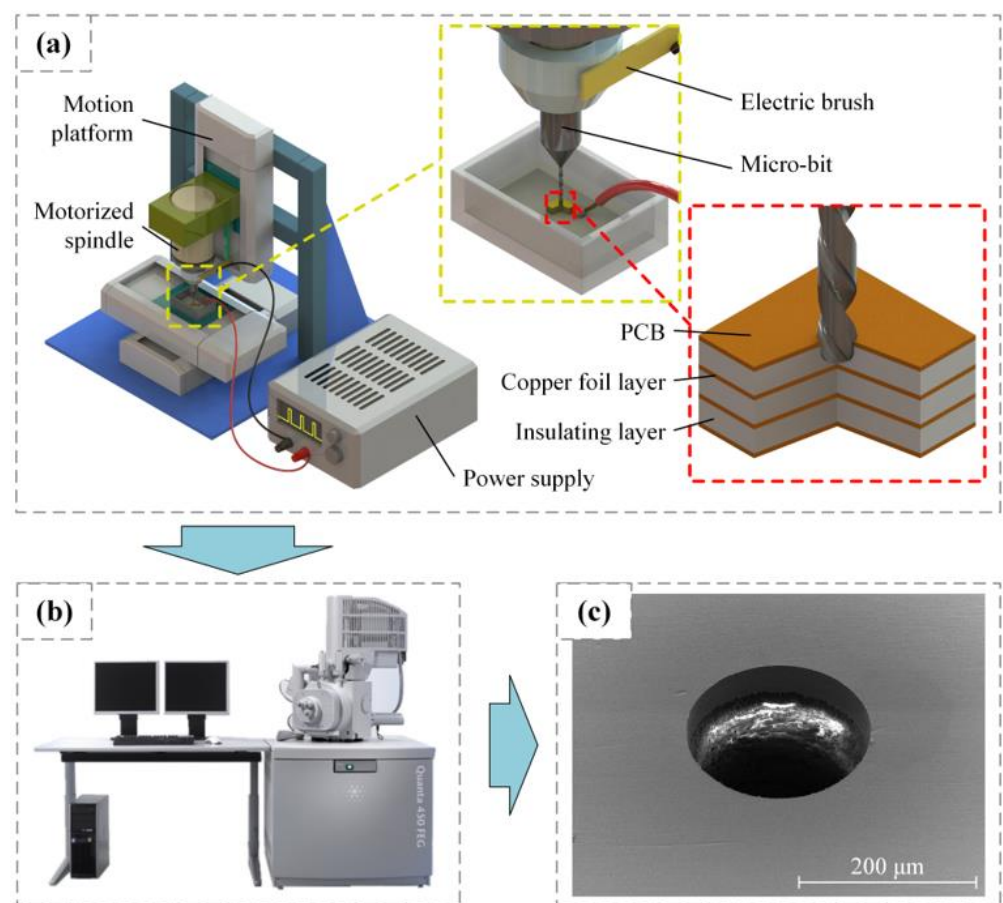 (a)
Motion
platform
Motorized
spindle
Electric brush
Micro-bit
PCB
Copper foil layer
Insulating layer
Power supply
(b)
Quanta 450 FEG
(c)
200 μm